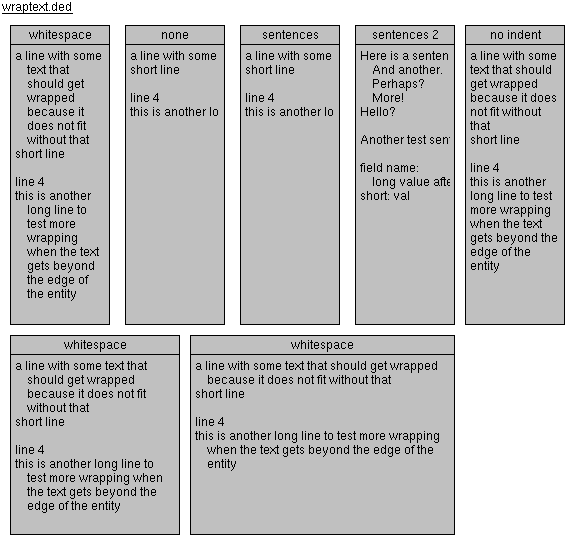 wraptext.ded
whitespace
a line with some
text that
should get
wrapped
because it
does not fit
without that
short line
line 4
this is another
long line to
test more
wrapping
when the text
gets beyond
the edge of
the entity
none
a line with some
short line
line 4
this is another lo
sentences
a line with some
short line
line 4
this is another lo
sentences 2
Here is a senten
And another.
Perhaps?
More!
Hello?
Another test sen
field name:
long value afte
short: val
no indent
a line with some
text that should
get wrapped
because it does
not fit without
that
short line
line 4
this is another
long line to test
more wrapping
when the text
gets beyond the
edge of the
entity
whitespace
a line with some text that
should get wrapped
because it does not fit
without that
short line
line 4
this is another long line to
test more wrapping when
the text gets beyond the
edge of the entity
whitespace
a line with some text that should get wrapped
because it does not fit without that
short line
line 4
this is another long line to test more wrapping
when the text gets beyond the edge of the
entity